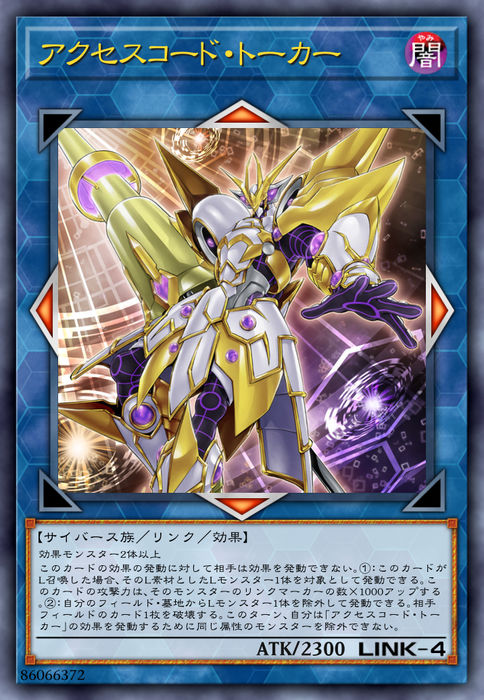 アクセスコード・トーカー
やみ
闇
【サイバース族／リンク／効果】
効果モンスター2体以上
このカードの効果の発動に対して相手は効果を発動できない。①：このカードが
L召喚した場合、そのL素材としたLモンスター1体を対象として発動できる。こ
のカードの攻撃力は、そのモンスターのリンクマーカーの数×1000アップす
る。②：自分のフィールド・墓地からLモンスター1体を除外して発動できる。相手
フィールドのカード1枚を破壊する。このターン、自分は「アクセスコード・トー
カー」の効果を発動するために同じ属性のモンスターを除外できない。
ATK/2300 LINK-4
86066372